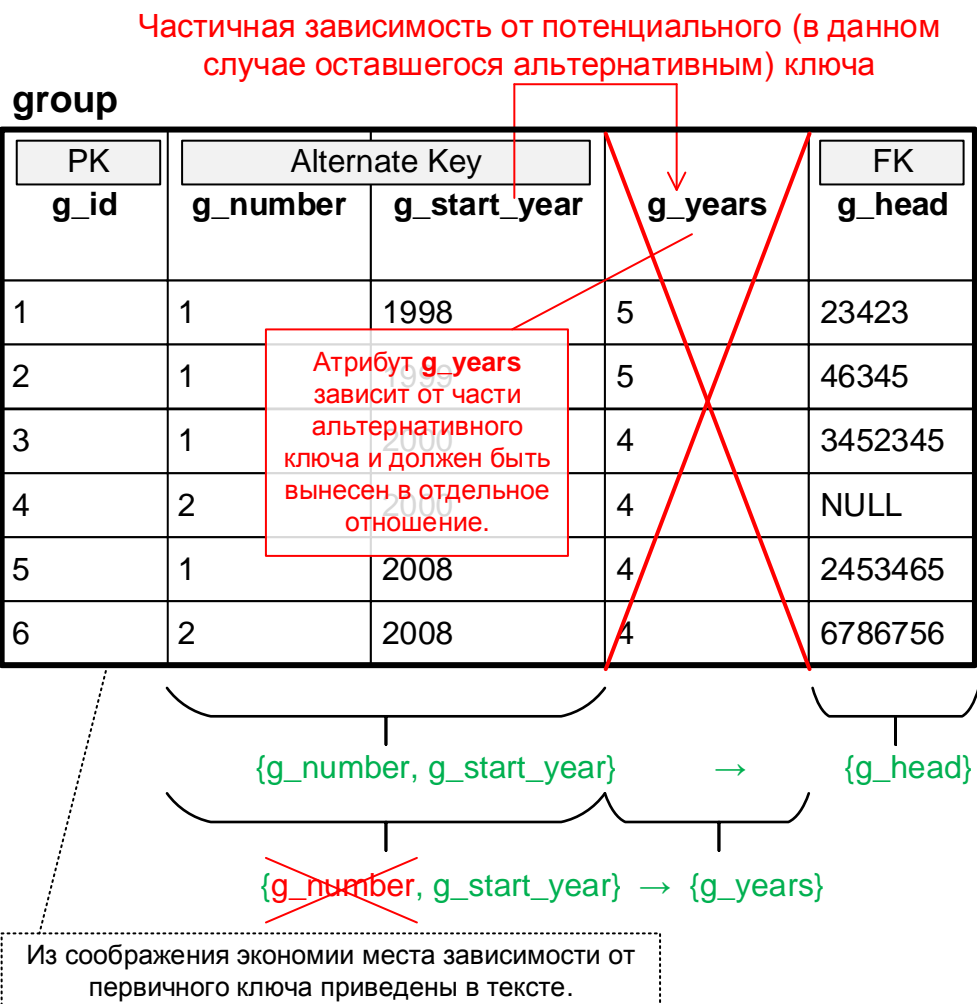 Частичная зависимость от потенциального (в данном
случае оставшегося альтернативным) ключа
group
PK Alternate Key FK
g_id g_number g_start_year g_years g_head
1 1 1998 5 23423
2 1 1999 5 46345
3 1 2000 4 3452345
4 2 2000 4 NULL
5 1 2008 4 2453465
6 2 2008 4 6786756
Атрибут g_years
зависит от части
альтернативного
ключа и должен быть
вынесен в отдельное
отношение.
{g_number, g_start_year} → {g_head}
{g_number, g_start_year} → {g_years}
Из соображения экономии места зависимости от
первичного ключа приведены в тексте.